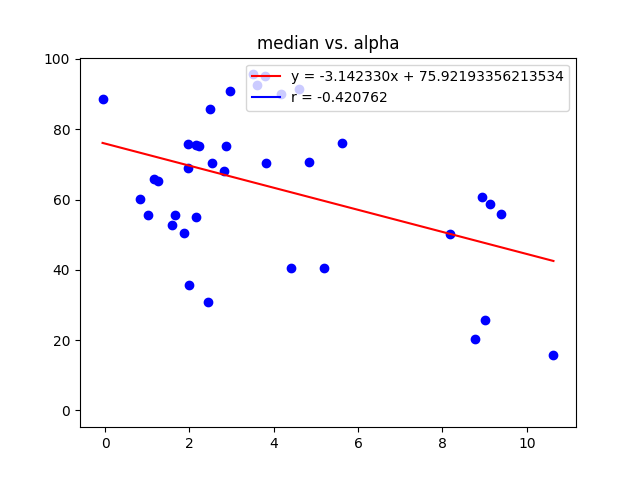 median vs. alpha
y = -3.142330x + 75.92193356213534
r = -0.420762
100
80
60
40
20
0
0 2 4 6 8 10